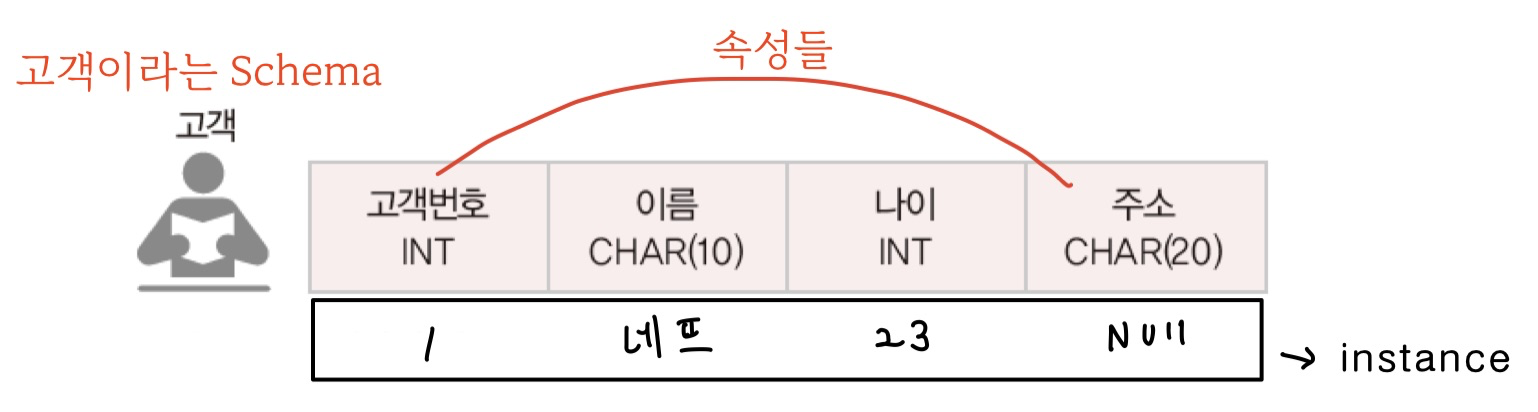 속성들
고객이라는 Schema
고객
고객번호 이름 나이 주소
INT CHAR(10) INT CHAR(20)
1 네프 23 Null
→ instance